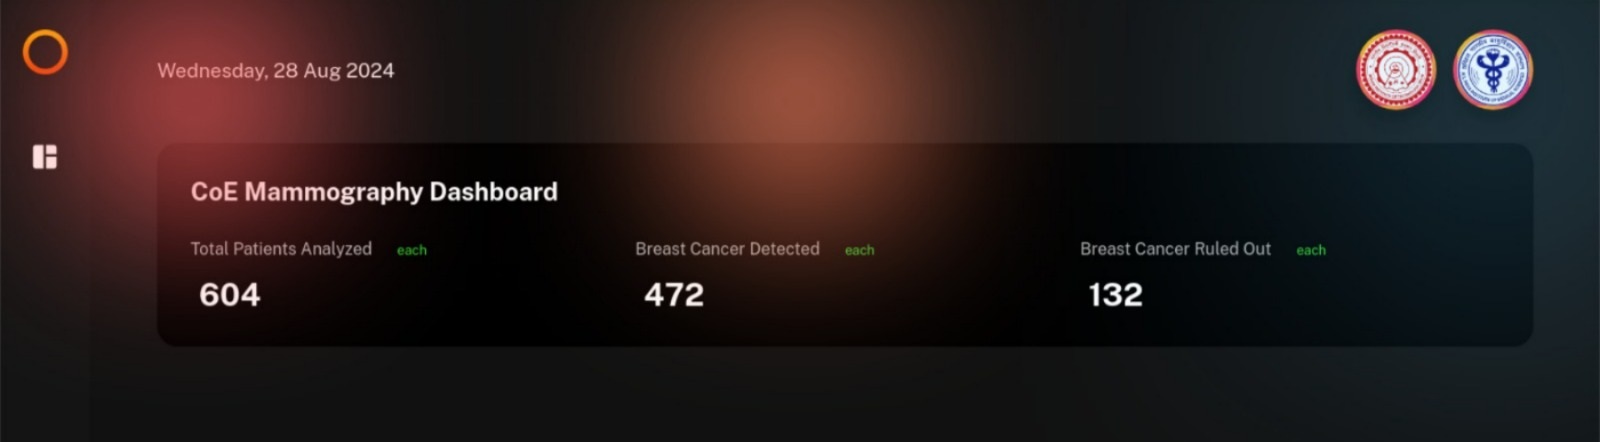 Wednesday, 28 Aug 2024
CoE Mammography Dashboard
Total Patients Analyzed each
Breast Cancer Detected each
Breast Cancer Ruled Out each
604
472
132